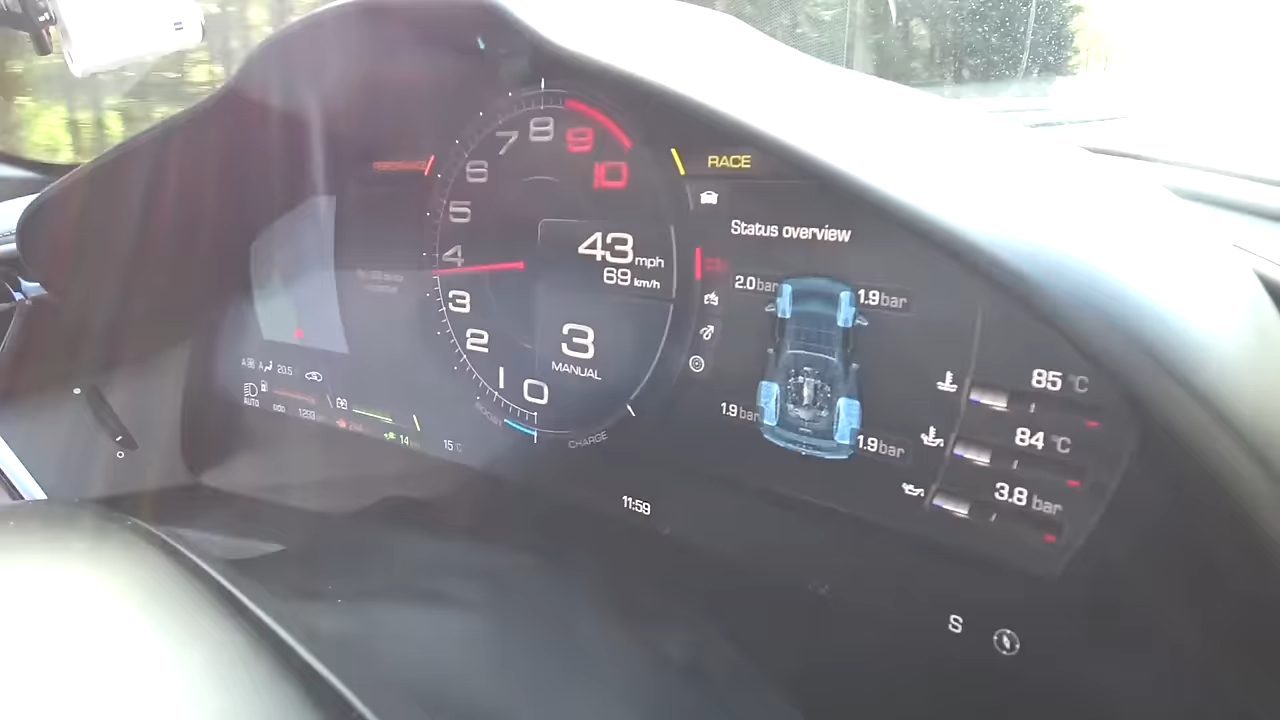 PERFORMANCE
RACE
8
7
9
6
10
5
4
3
2
1
0
43 mph
69 km/h
3
MANUAL
Status overview
2.0 bar
1.9 bar
1.9 bar
1.9 bar
85 °C
84 °C
3.8 bar
A
A
20.5
AUTO
1293
14
15 °C
CHARGE
11:59
S